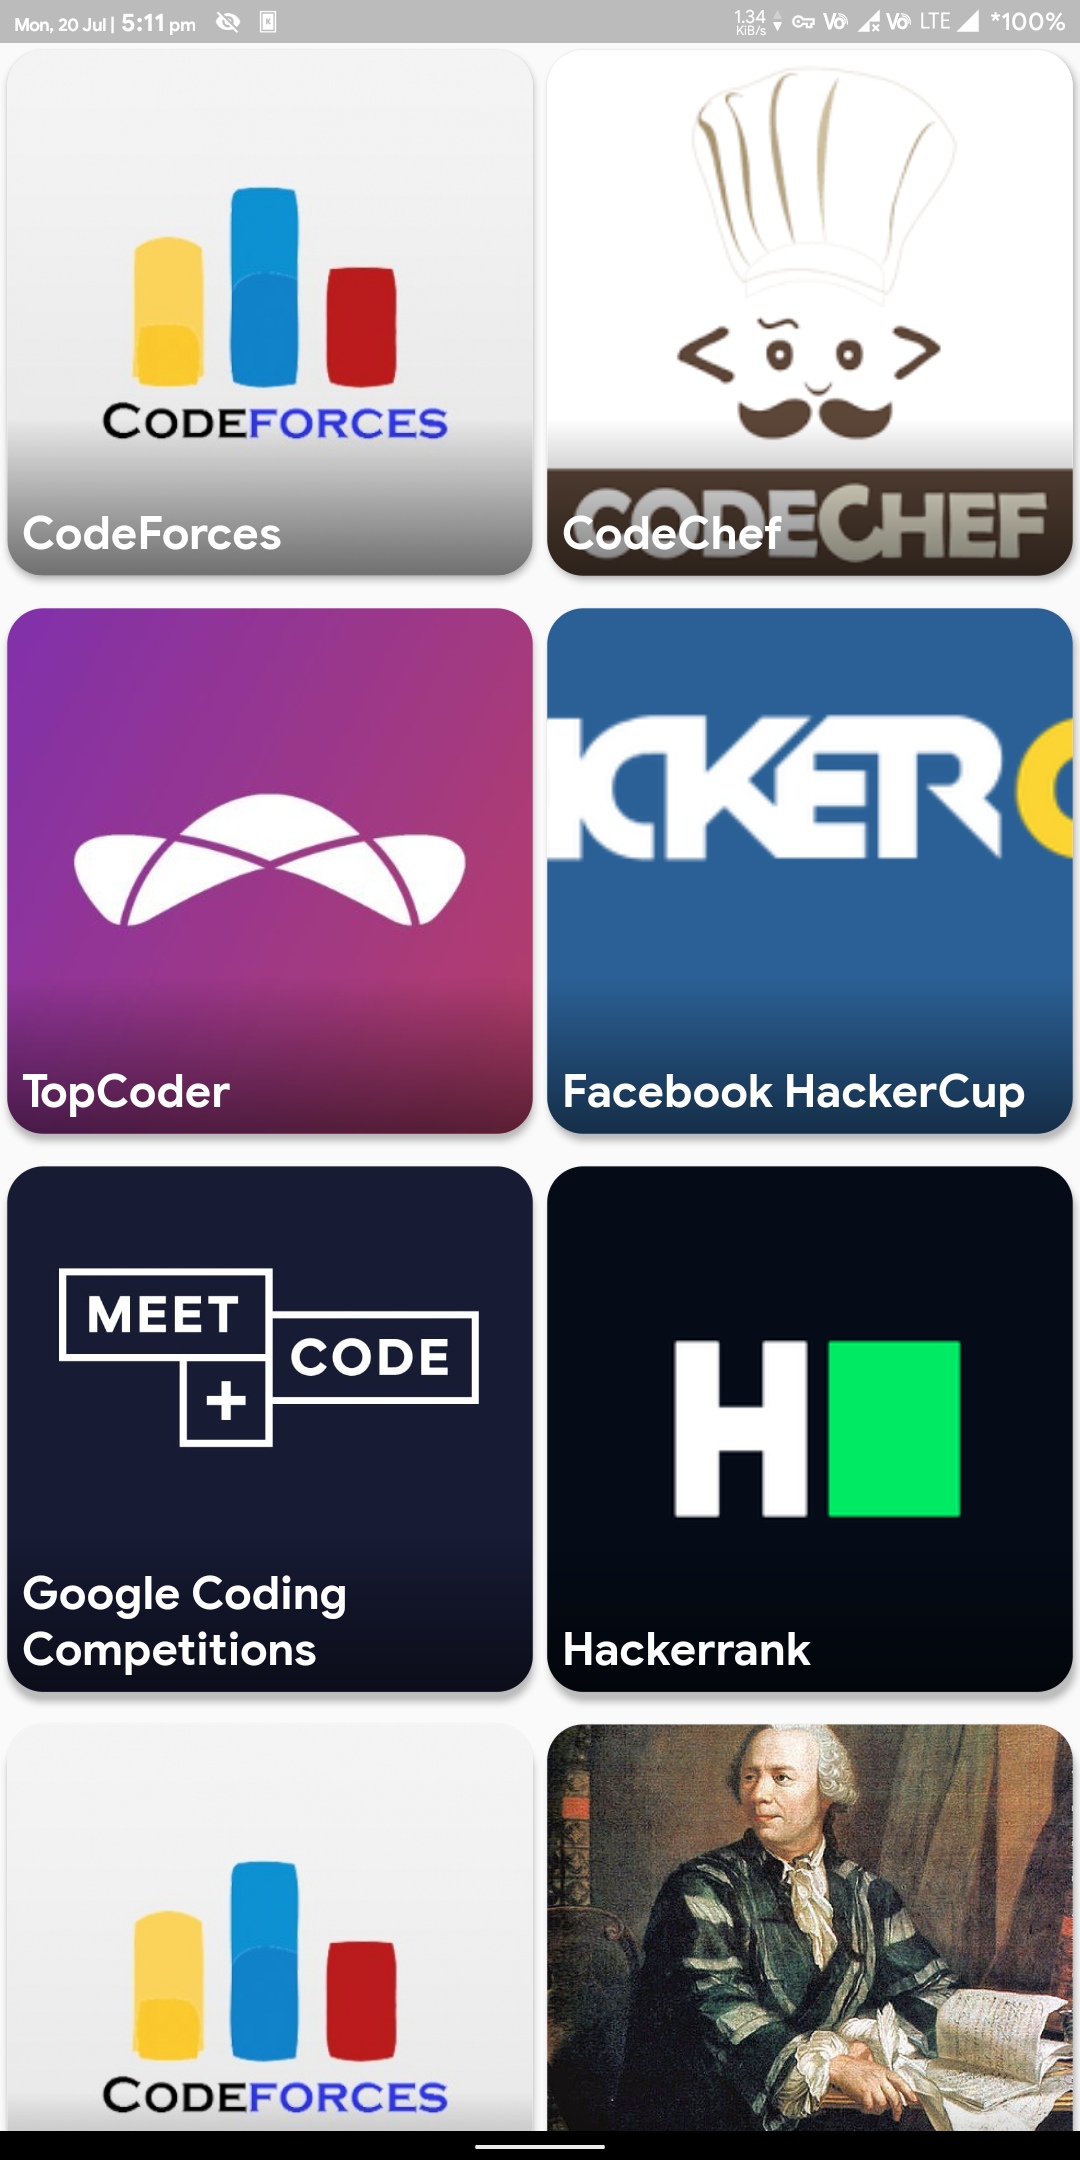 Mon, 20 Jul | 5:11 pm
1.34 KiB/s Vo Vo LTE *100%
CODEFORCES
CodeForces
< >
CODECHEF
CodeChef
CKER
TopCoder
Facebook HackerCup
MEET
CODE
+
H
Google Coding
Competitions
Hackerrank
CODEFORCES